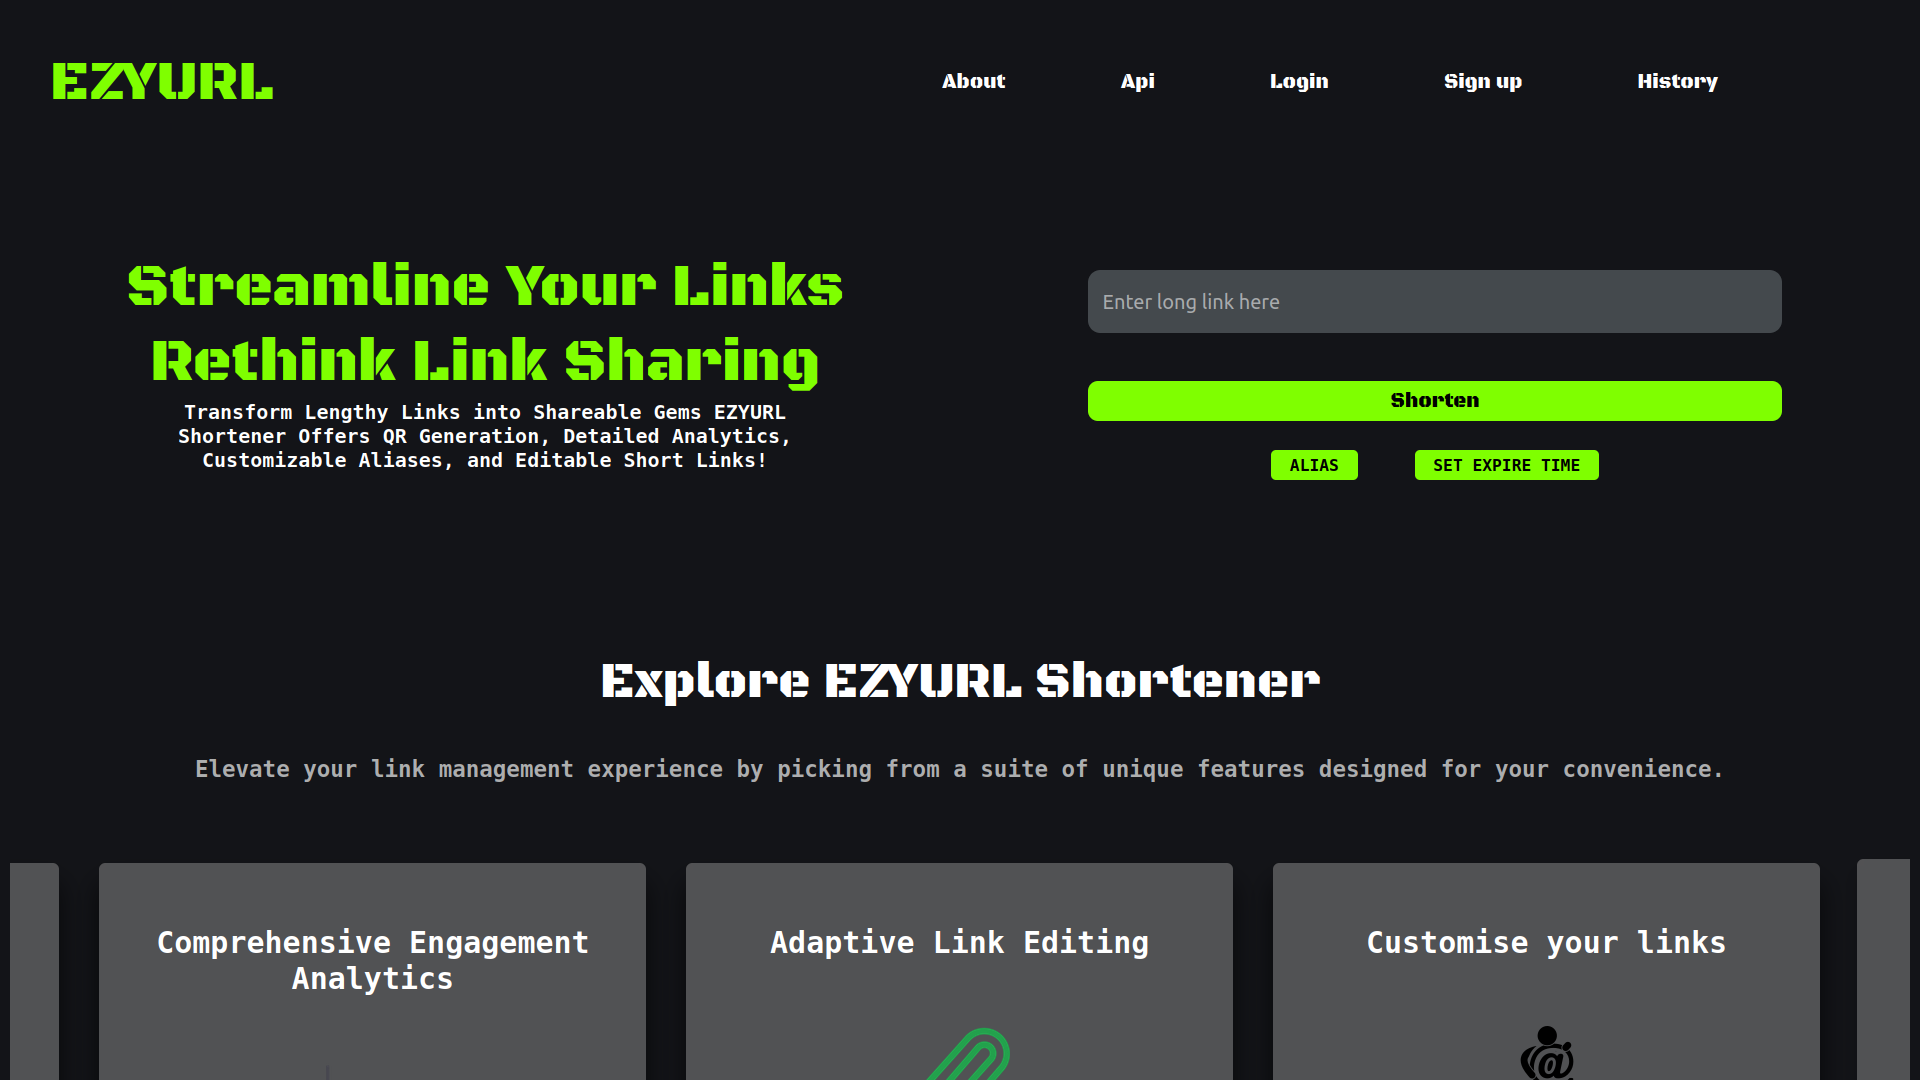 EZYURL
About
Api
Login
Sign up
History
Streamline Your Links
Rethink Link Sharing
Transform Lengthy Links into Shareable Gems EZYURL
Shortener Offers QR Generation, Detailed Analytics,
Customizable Aliases, and Editable Short Links!
Enter long link here
Shorten
ALIAS
SET EXPIRE TIME
Explore EZYURL Shortener
Elevate your link management experience by picking from a suite of unique features designed for your convenience.
Comprehensive Engagement
Analytics
Adaptive Link Editing
Customise your links